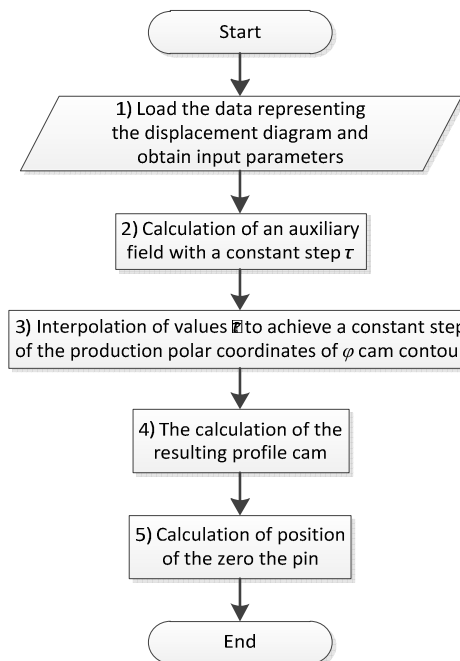 Start
1) Load the data representing
the displacement diagram and
obtain input parameters
2) Calculation of an auxiliary
field with a constant step τ
3) Interpolation of values to achieve a constant step
of the production polar coordinates of φ cam contou
4) The calculation of the
resulting profile cam
5) Calculation of position
of the zero the pin
End